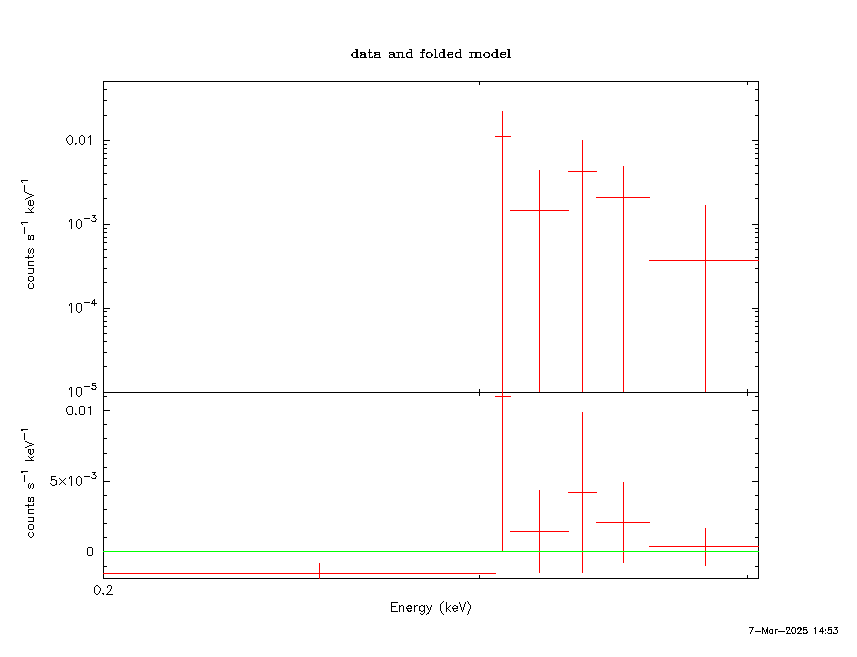 data and folded model
counts s⁻¹ keV⁻¹
0.01
10⁻³
10⁻⁴
10⁻⁵
counts s⁻¹ keV⁻¹
0.01
5×10⁻³
0
0.2
Energy (keV)
7-Mar-2025 14:53